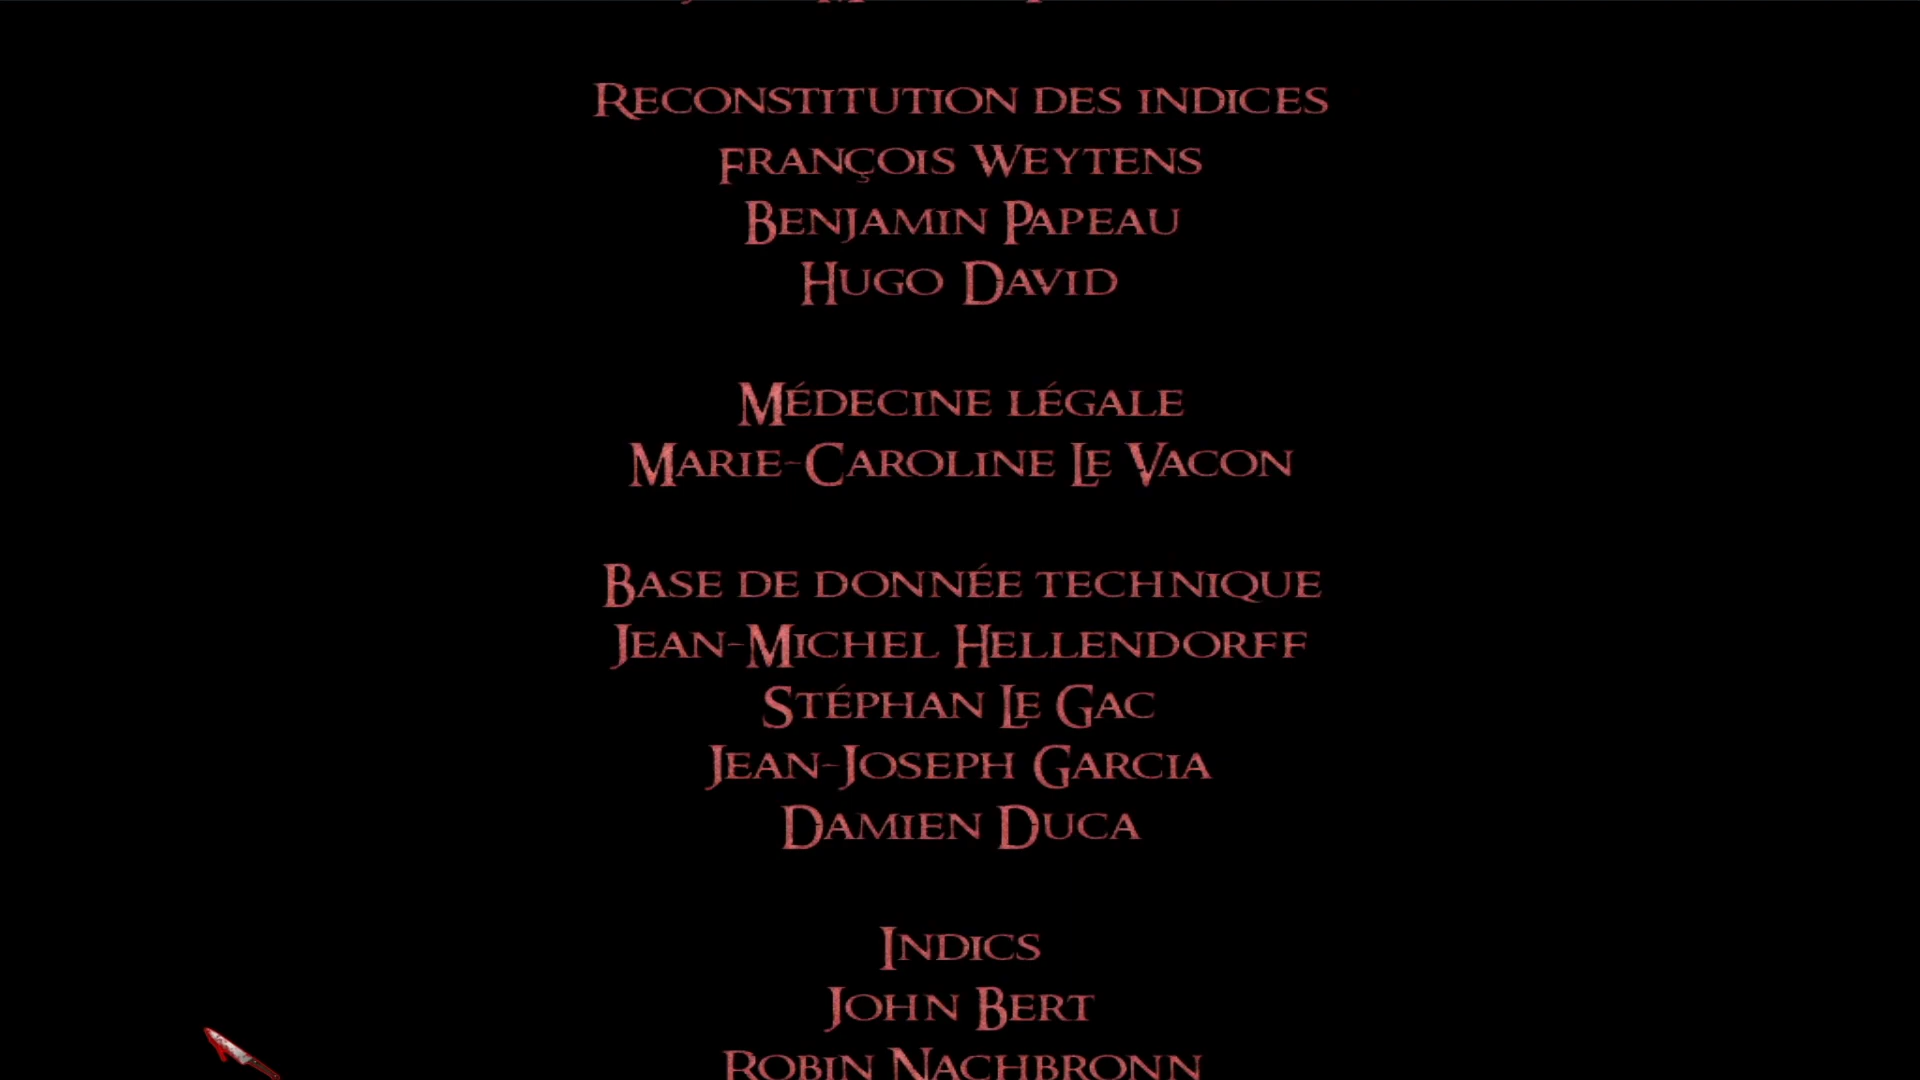 Reconstitution des indices
François Weytens
Benjamin Papeau
Hugo David
Médecine légale
Marie-Caroline Le Vacon
Base de donnée technique
Jean-Michel Hellendorff
Stéphan Le Gac
Jean-Joseph Garcia
Damien Duca
Indics
John Bert
Robin Nachbronn